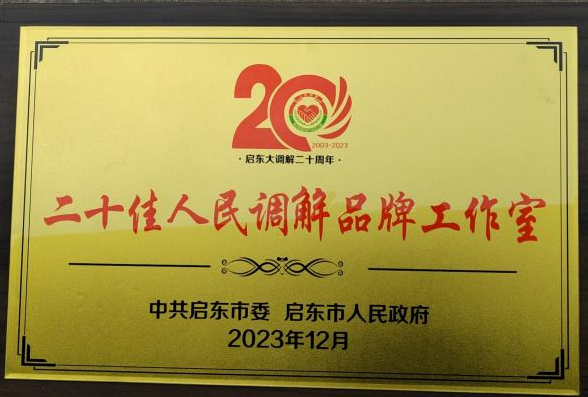 20
2003-2023
·启东大调解二十周年·
二十佳人民调解品牌工作室
中共启东市委 启东市人民政府
2023年12月